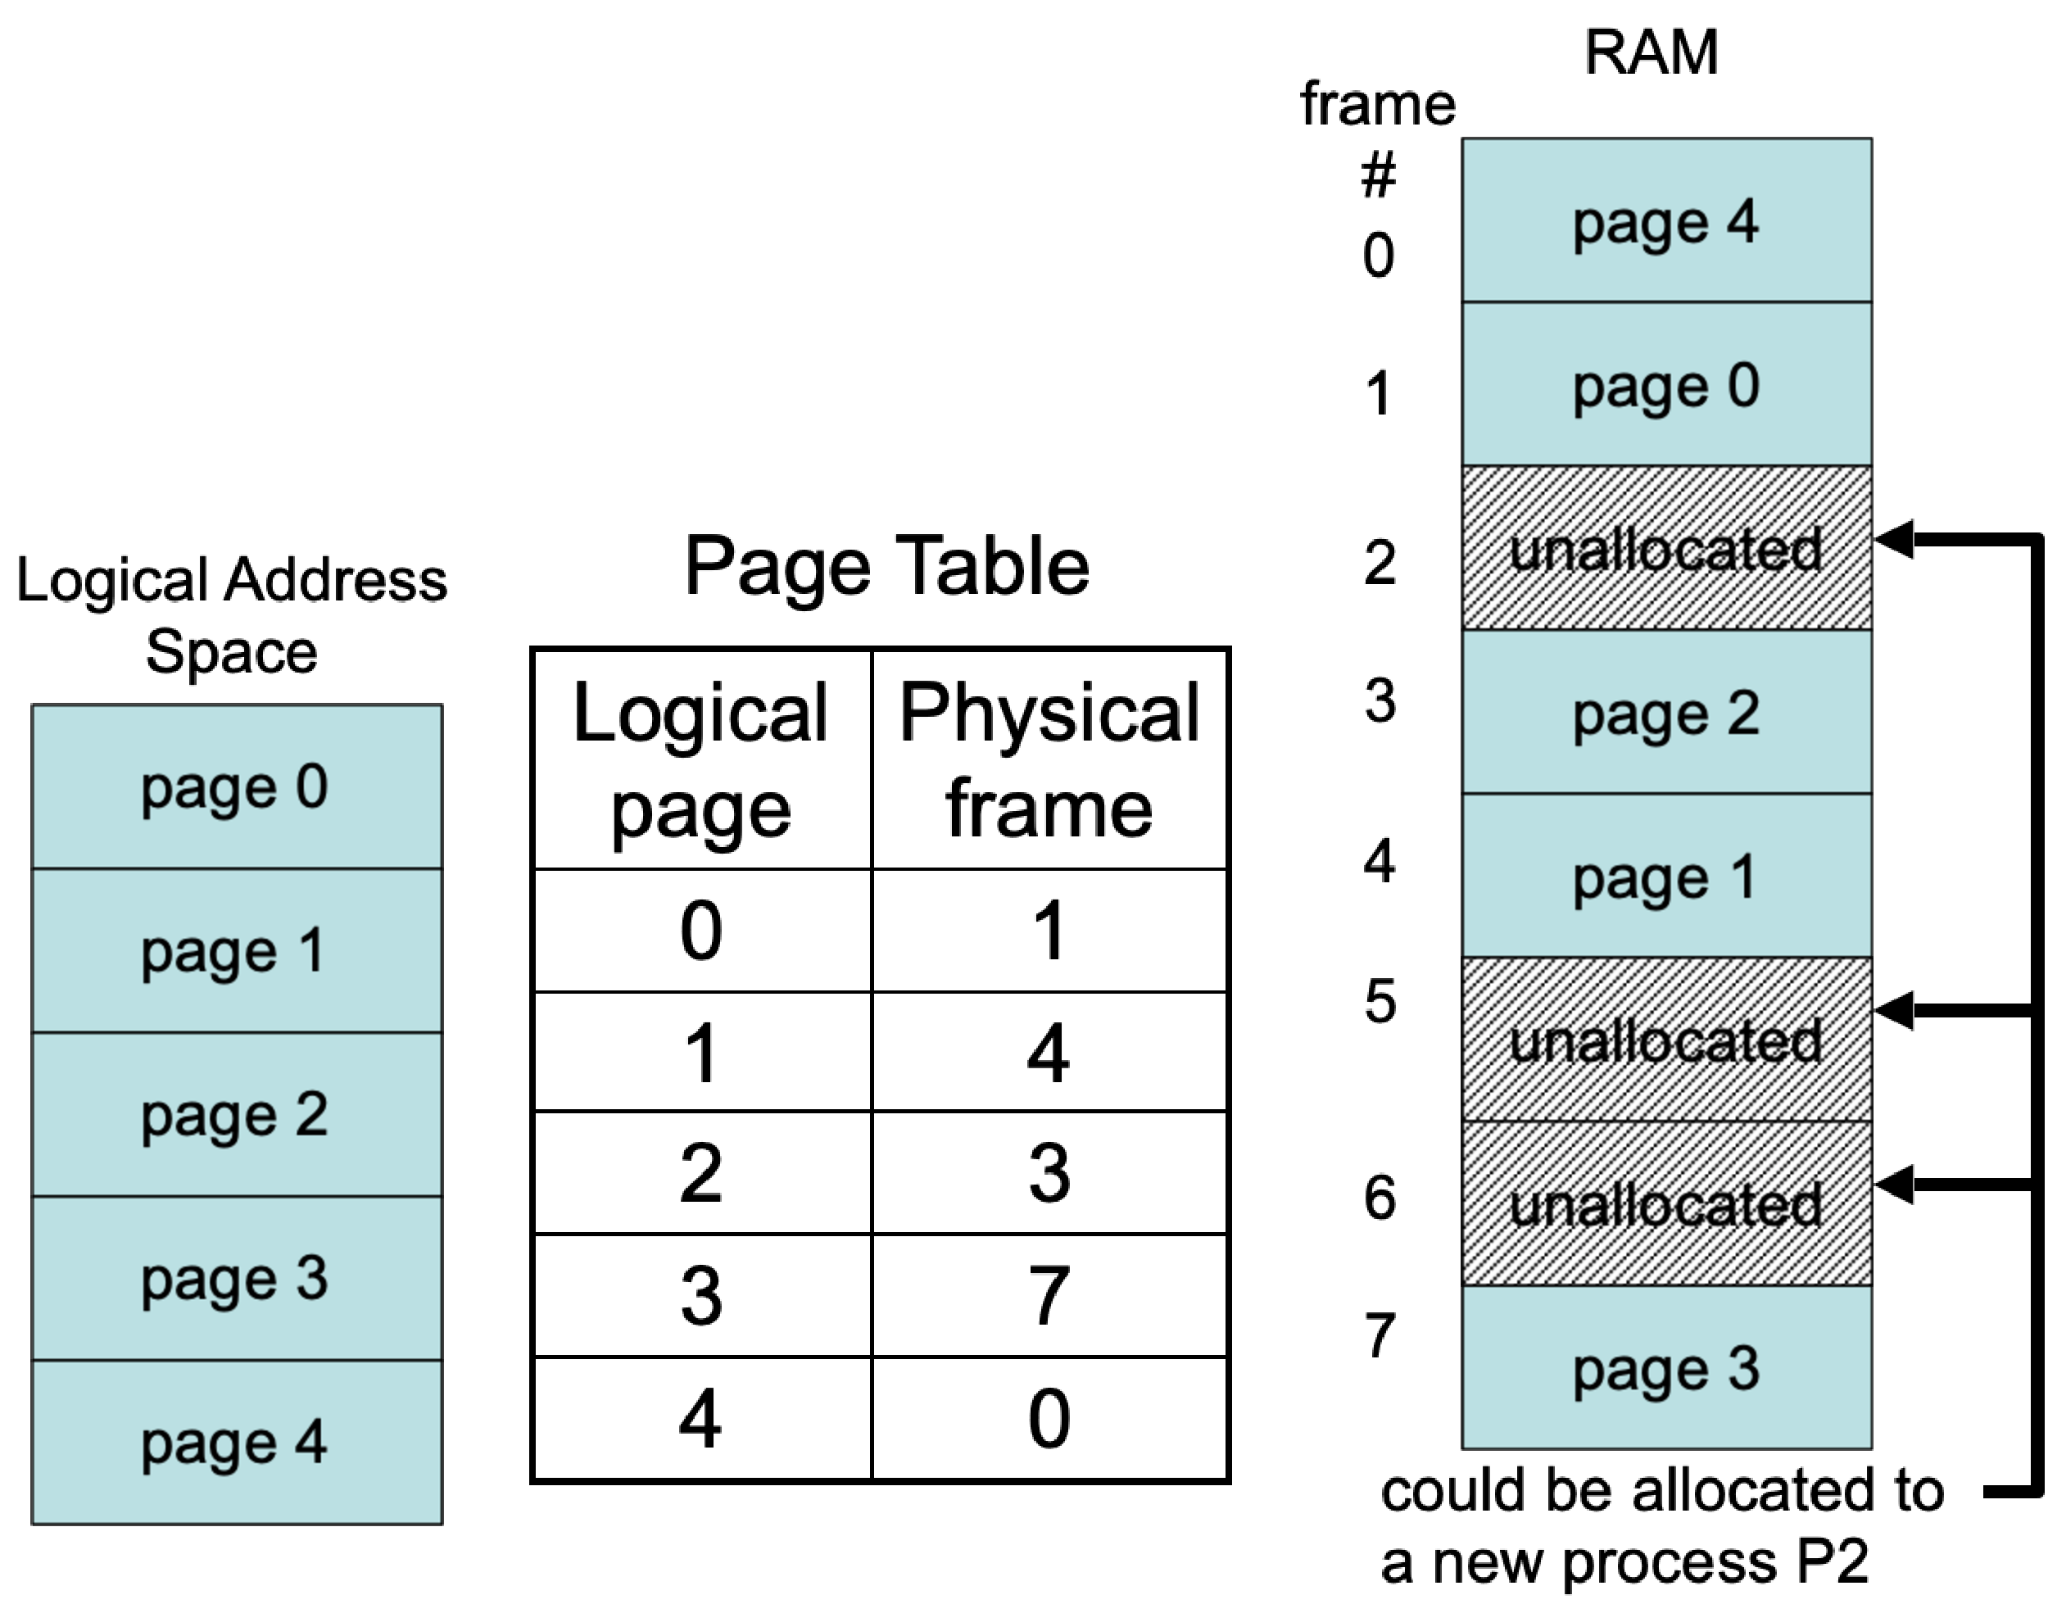 Logical Address
Space
page 0
page 1
page 2
page 3
page 4
Page Table
Logical
page
Physical
frame
0 1
1 4
2 3
3 7
4 0
RAM
frame
#
0 page 4
1 page 0
2 unallocated
3 page 2
4 page 1
5 unallocated
6 unallocated
7 page 3
could be allocated to
a new process P2